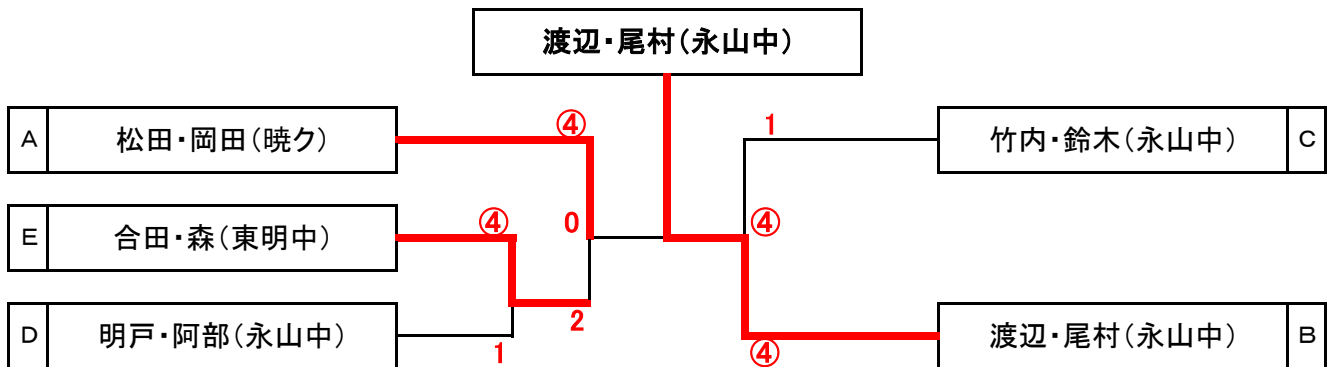 渡辺・尾村(永山中)
A 松田・岡田(暁ク) ④ 1 竹内・鈴木(永山中) C
E 合田・森(東明中) ④ 0 ④
2
D 明戸・阿部(永山中) 1 ④ 渡辺・尾村(永山中) B